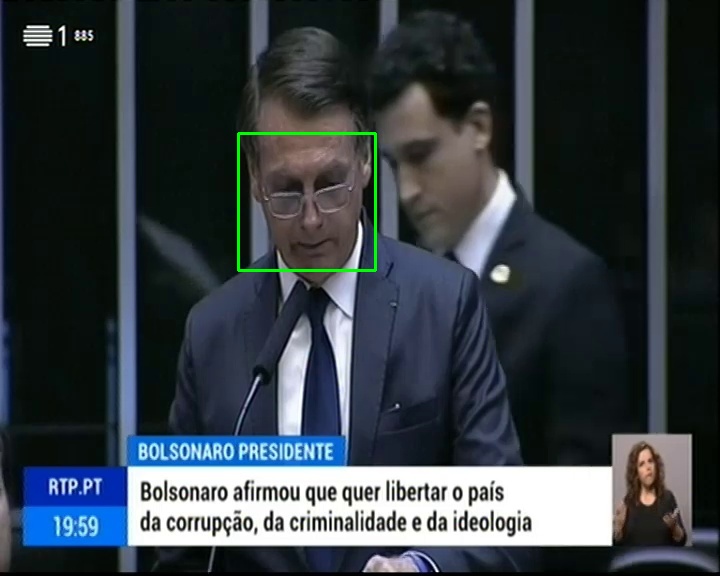 1 885
BOLSONARO PRESIDENTE
RTP.PT
Bolsonaro afirmou que quer libertar o país
da corrupção, da criminalidade e da ideologia
19:59